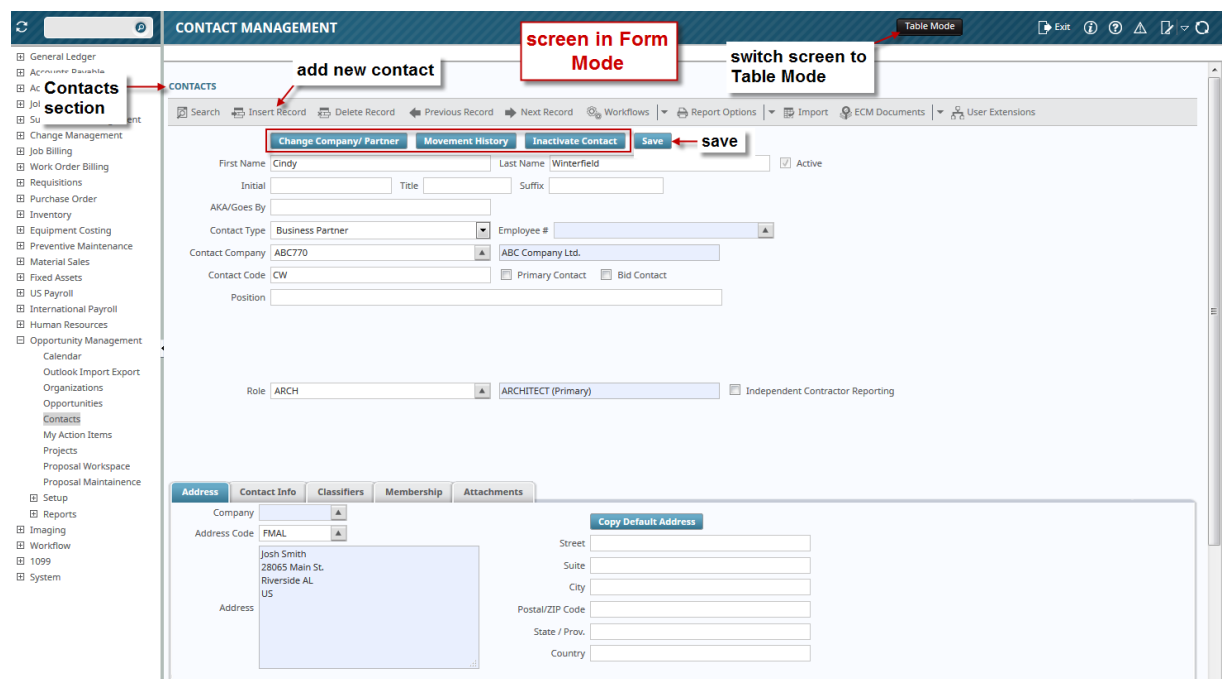 CONTACT MANAGEMENT
Table Mode
Exit
screen in Form
Mode
switch screen to
Table Mode
add new contact
Contacts
section
save
General Ledger
Accounts Payable
Ac
Jol
Su
ent
Change Management
Job Billing
Work Order Billing
Requisitions
Purchase Order
Inventory
Equipment Costing
Preventive Maintenance
Material Sales
Fixed Assets
US Payroll
International Payroll
Human Resources
Opportunity Management
Calendar
Outlook Import Export
Organizations
Opportunities
Contacts
My Action Items
Projects
Proposal Workspace
Proposal Maintainence
Setup
Reports
Imaging
Workflow
1099
System
CONTACTS
Search Insert Record Delete Record Previous Record Next Record Workflows Report Options Import ECM Documents User Extensions
Change Company/ Partner Movement History Inactivate Contact Save
First Name Cindy Last Name Winterfield Active
Initial Title Suffix
AKA/Goes By
Contact Type Business Partner Employee #
Contact Company ABC770 ABC Company Ltd.
Contact Code CW Primary Contact Bid Contact
Position
Role ARCH ARCHITECT (Primary) Independent Contractor Reporting
Address Contact Info Classifiers Membership Attachments
Company
Address Code FMAL
Address
Josh Smith
28065 Main St.
Riverside AL
US
Copy Default Address
Street
Suite
City
Postal/ZIP Code
State / Prov.
Country